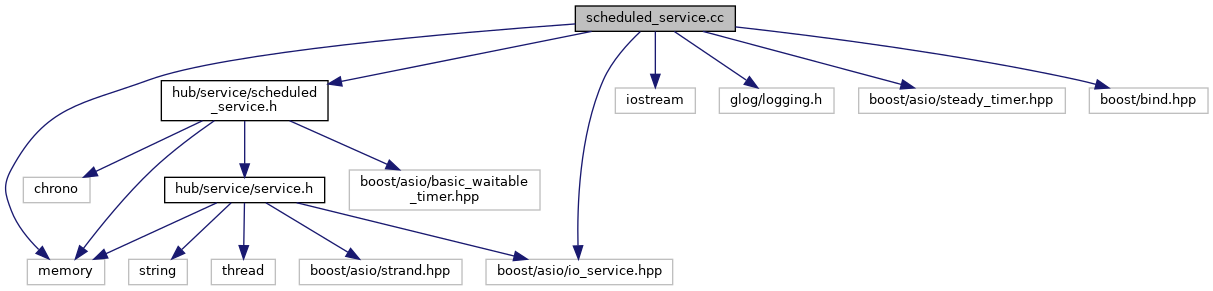 scheduled_service.cc
hub/service/scheduled
_service.h
iostream
glog/logging.h
boost/asio/steady_timer.hpp
boost/bind.hpp
chrono
hub/service/service.h
boost/asio/basic_waitable
_timer.hpp
memory
string
thread
boost/asio/strand.hpp
boost/asio/io_service.hpp